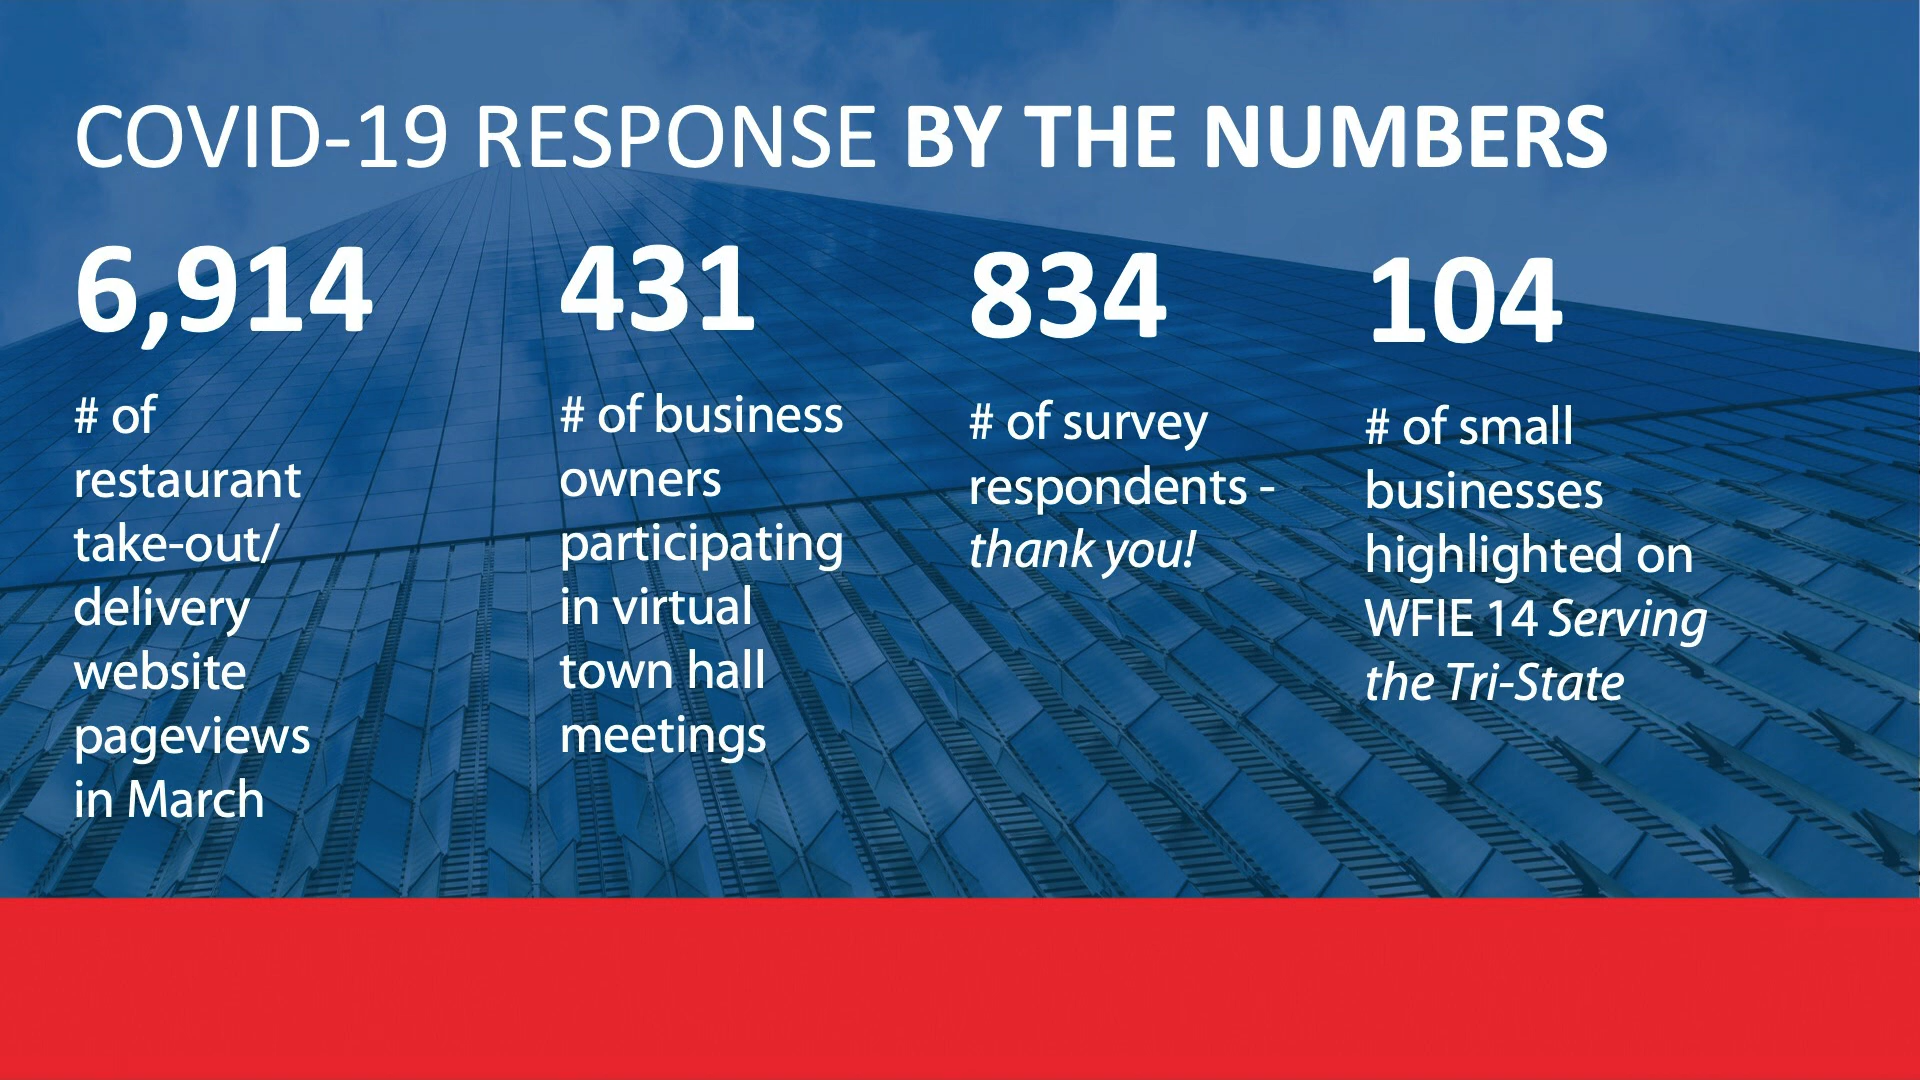 COVID-19 RESPONSE BY THE NUMBERS
6,914
# of
restaurant
take-out/
delivery
website
pageviews
in March
431
# of business
owners
participating
in virtual
town hall
meetings
834
# of survey
respondents -
thank you!
104
# of small
businesses
highlighted on
WFIE 14 Serving
the Tri-State